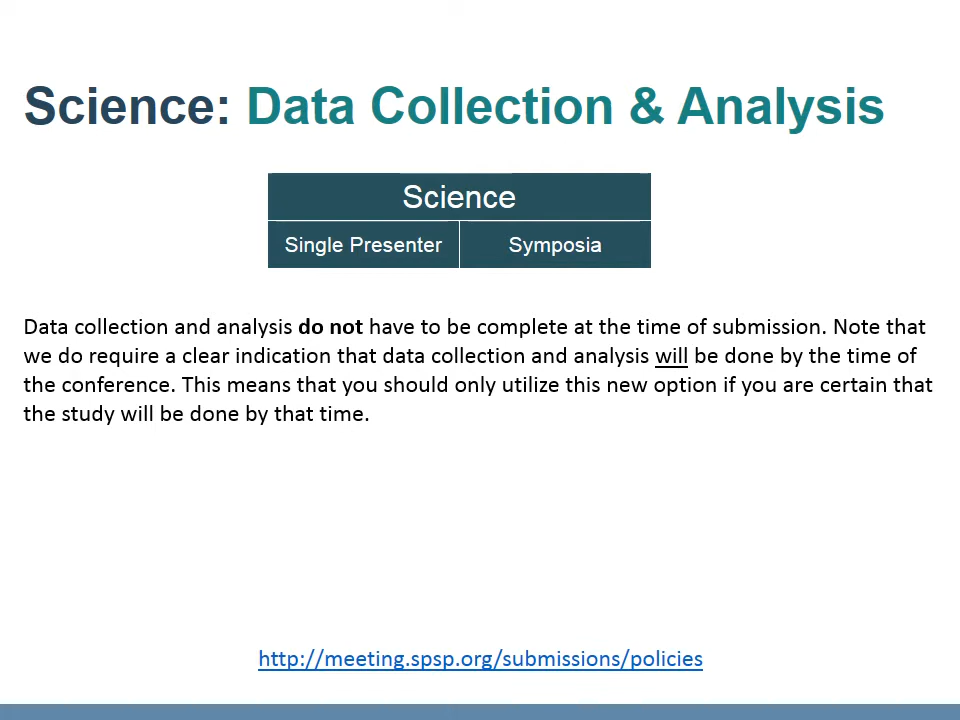 Science: Data Collection & Analysis
Science
Single Presenter Symposia
Data collection and analysis do not have to be complete at the time of submission. Note that
we do require a clear indication that data collection and analysis will be done by the time of
the conference. This means that you should only utilize this new option if you are certain that
the study will be done by that time.
http://meeting.spsp.org/submissions/policies